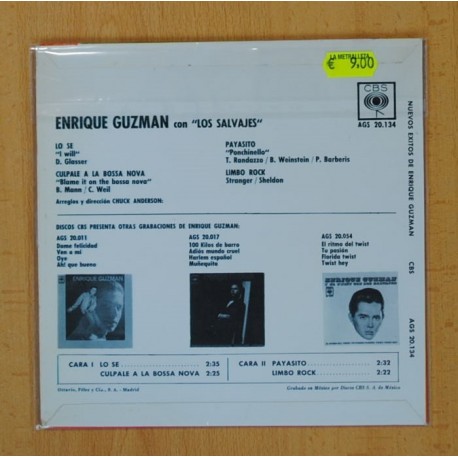 LA METRALLETA
€ 9.00
CBS
AGS 20.134
ENRIQUE GUZMAN con "LOS SALVAJES"
LO SE
"I will"
D. Glasser
CULPALE A LA BOSSA NOVA
"Blame it on the bossa nova"
B. Mann / C. Weil
PAYASITO
"Ponchinello"
T. Randazzo / B. Weinstein / P. Barberis
LIMBO ROCK
Stranger / Sheldon
Arreglos y dirección CHUCK ANDERSON:
DISCOS CBS PRESENTA OTRAS GRABACIONES DE ENRIQUE GUZMAN:
AGS 20.011
Dame felicidad
Ven a mí
Oye
Ah! que bueno
AGS 20.017
100 Kilos de barro
Adiós mundo cruel
Harlem español
Muñequita
AGS 20.054
El ritmo del twist
Tu pasión
Florida twist
Twist hey
ENRIQUE GUZMAN
ENRIQUE GUZMAN
CARA I LO SE 2:35
CULPALE A LA BOSSA NOVA 2:25
CARA II PAYASITO 2:32
LIMBO ROCK 2:22
Madrid
Grabado en México por Discos CBS S. A. de México
NUEVOS EXITOS DE ENRIQUE GUZMAN CBS AGS 20.134